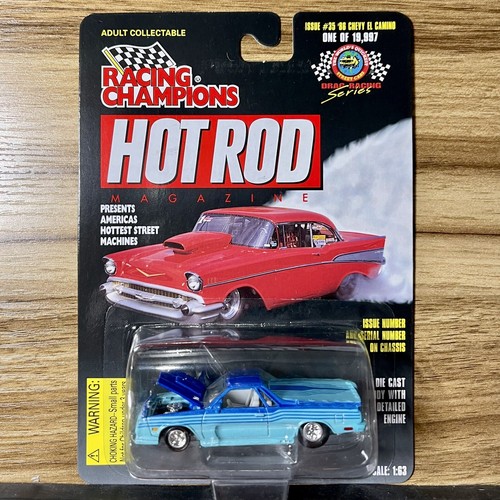 ADULT COLLECTIBLE
ISSUE #35 '66 CHEVY EL CAMINO
ONE OF 19,997
RACING
CHAMPIONS®
DRAG RACING
Series
HOT ROD
MAGAZINE
PRESENTS
AMERICAS
HOTTEST STREET
MACHINES
ISSUE NUMBER
AND SERIAL NUMBER
ON CHASSIS
DIE CAST
BODY WITH
DETAILED
ENGINE
SCALE: 1:63
WARNING:
CHOKING HAZARD-Small parts